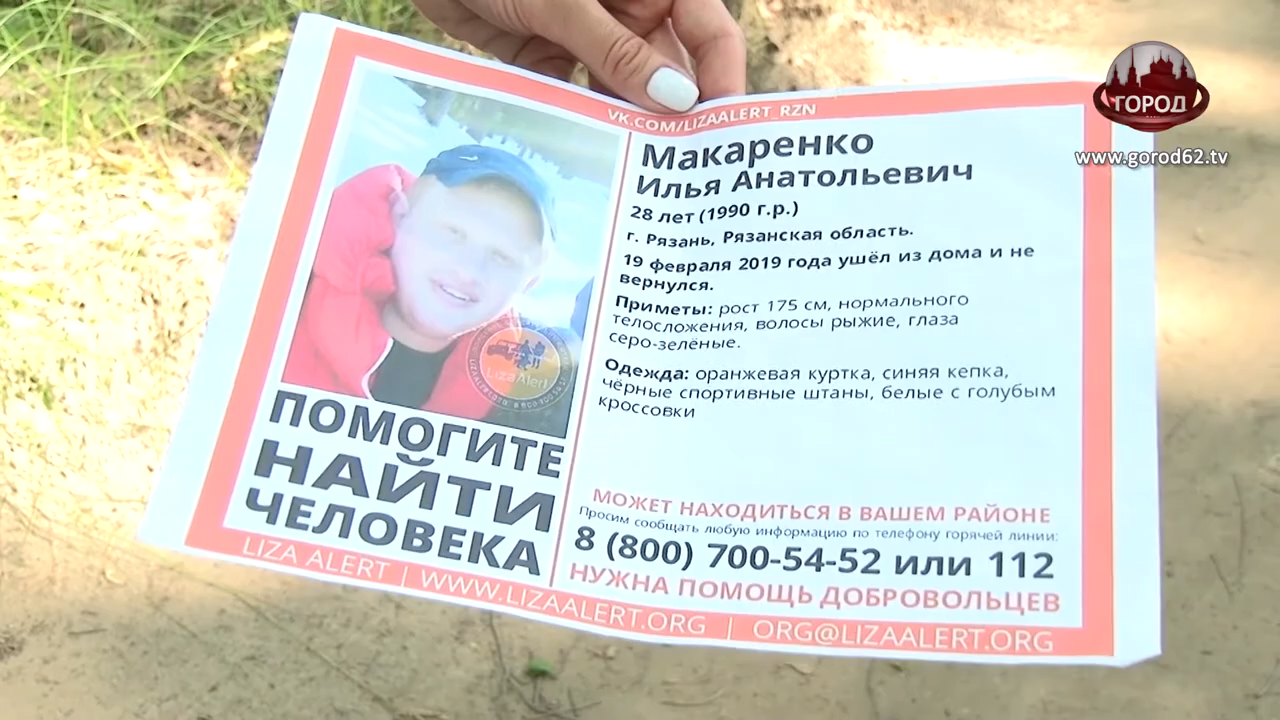 ГОРОД
www.gorod62.tv
VK.COM/LIZAALERT_RZN
Макаренко
Илья Анатольевич
28 лет (1990 г.р.)
г. Рязань, Рязанская область.
19 февраля 2019 года ушёл из дома и не
вернулся.
Приметы: рост 175 см, нормального
телосложения, волосы рыжие, глаза
серо-зелёные.
Одежда: оранжевая куртка, синяя кепка,
чёрные спортивные штаны, белые с голубым
кроссовки
LizaAlert
ПОМОГИТЕ
НАЙТИ
ЧЕЛОВЕКА
МОЖЕТ НАХОДИТЬСЯ В ВАШЕМ РАЙОНЕ
Просим сообщать любую информацию по телефону горячей линии:
8 (800) 700-54-52 или 112
НУЖНА ПОМОЩЬ ДОБРОВОЛЬЦЕВ
LIZA ALERT | WWW.LIZAALERT.ORG | ORG@LIZAALERT.ORG